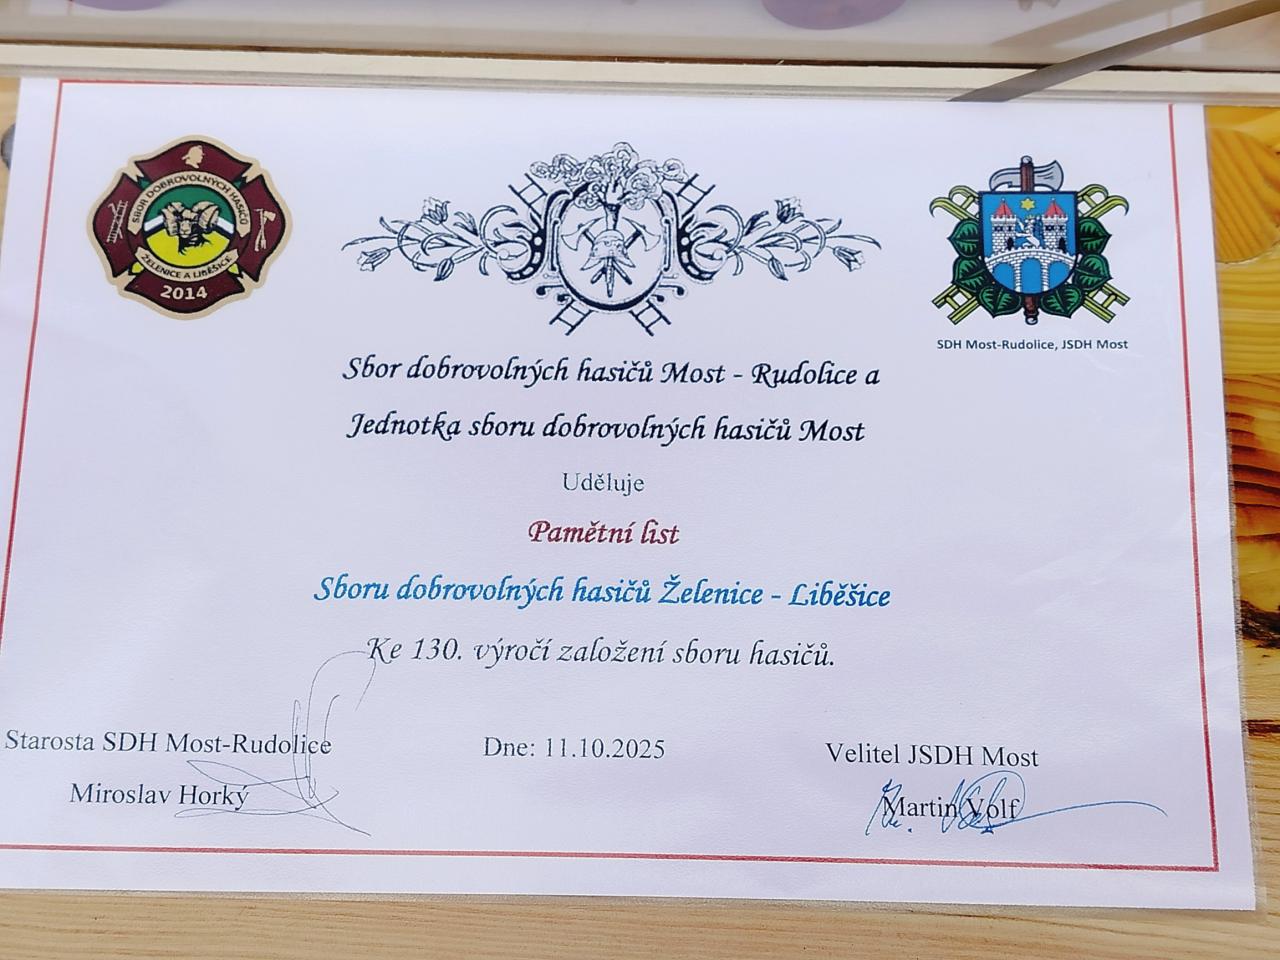 SBOR DOBROVOLNÝCH HASIČŮ
ŽELENICE A LIBĚŠICE
2014
SDH Most-Rudolice, JSDH Most
Sbor dobrovolných hasičů Most - Rudolice a
Jednotka sboru dobrovolných hasičů Most
Uděluje
Pamětní list
Sboru dobrovolných hasičů Želenice - Liběšice
Ke 130. výročí založení sboru hasičů.
Starosta SDH Most-Rudolice
Miroslav Horký
Dne: 11.10.2025
Velitel JSDH Most
Martin Volf